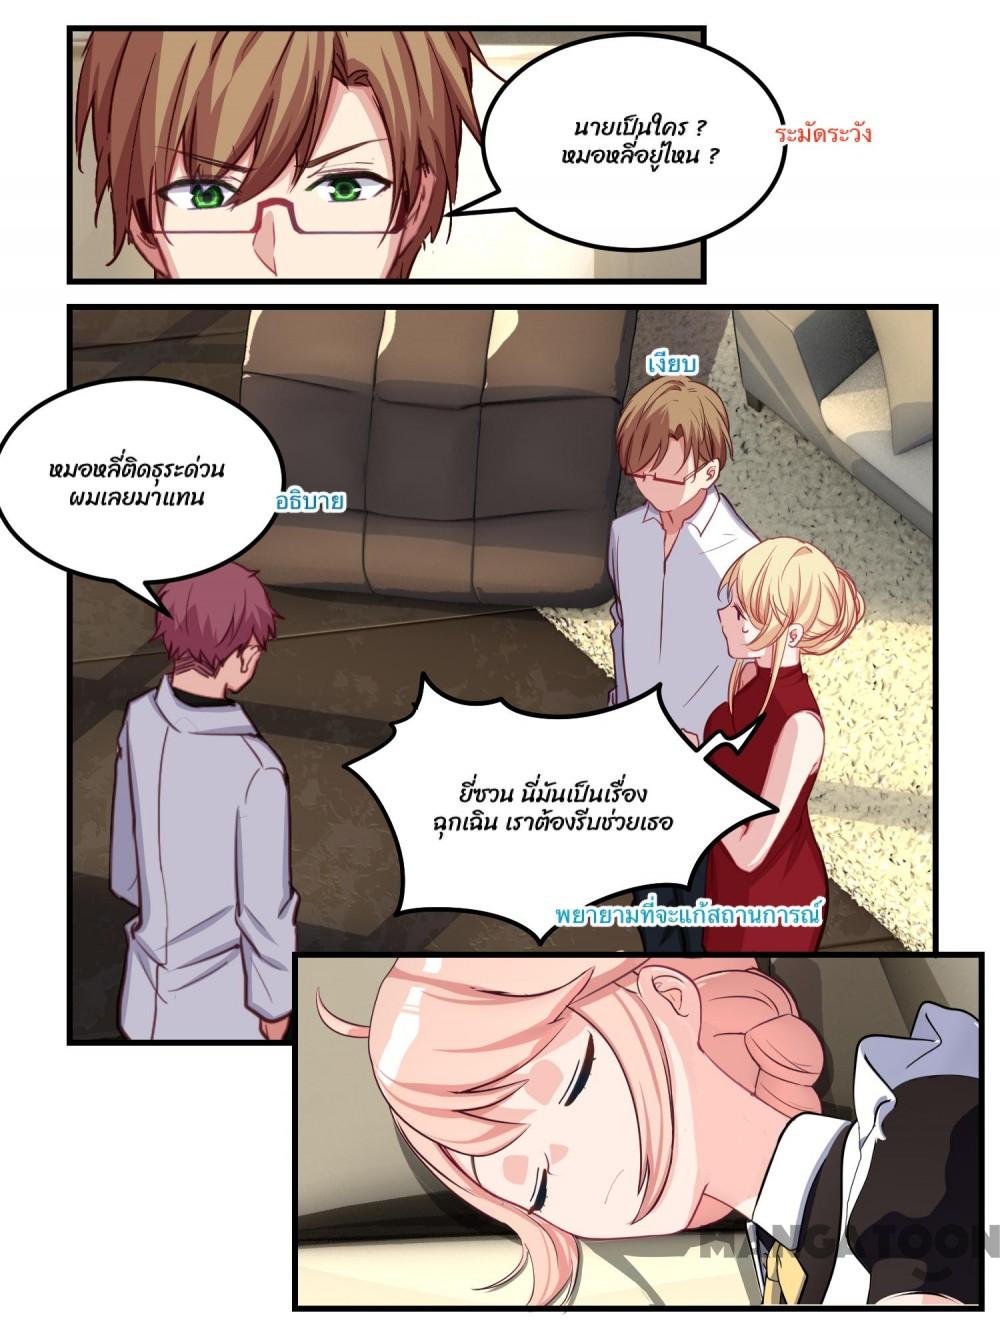 นายเป็นใคร ?
หมอหลี่อยู่ไหน ?
ระมัดระวัง
เงียบ
หมอหลี่ติดธุระด่วน
ผมเลยมาแทน
อธิบาย
ยี่ซวน นี่มันเป็นเรื่อง
ฉุกเฉิน เราต้องรีบช่วยเธอ
พยายามที่จะแก้สถานการณ์
MANGATOON